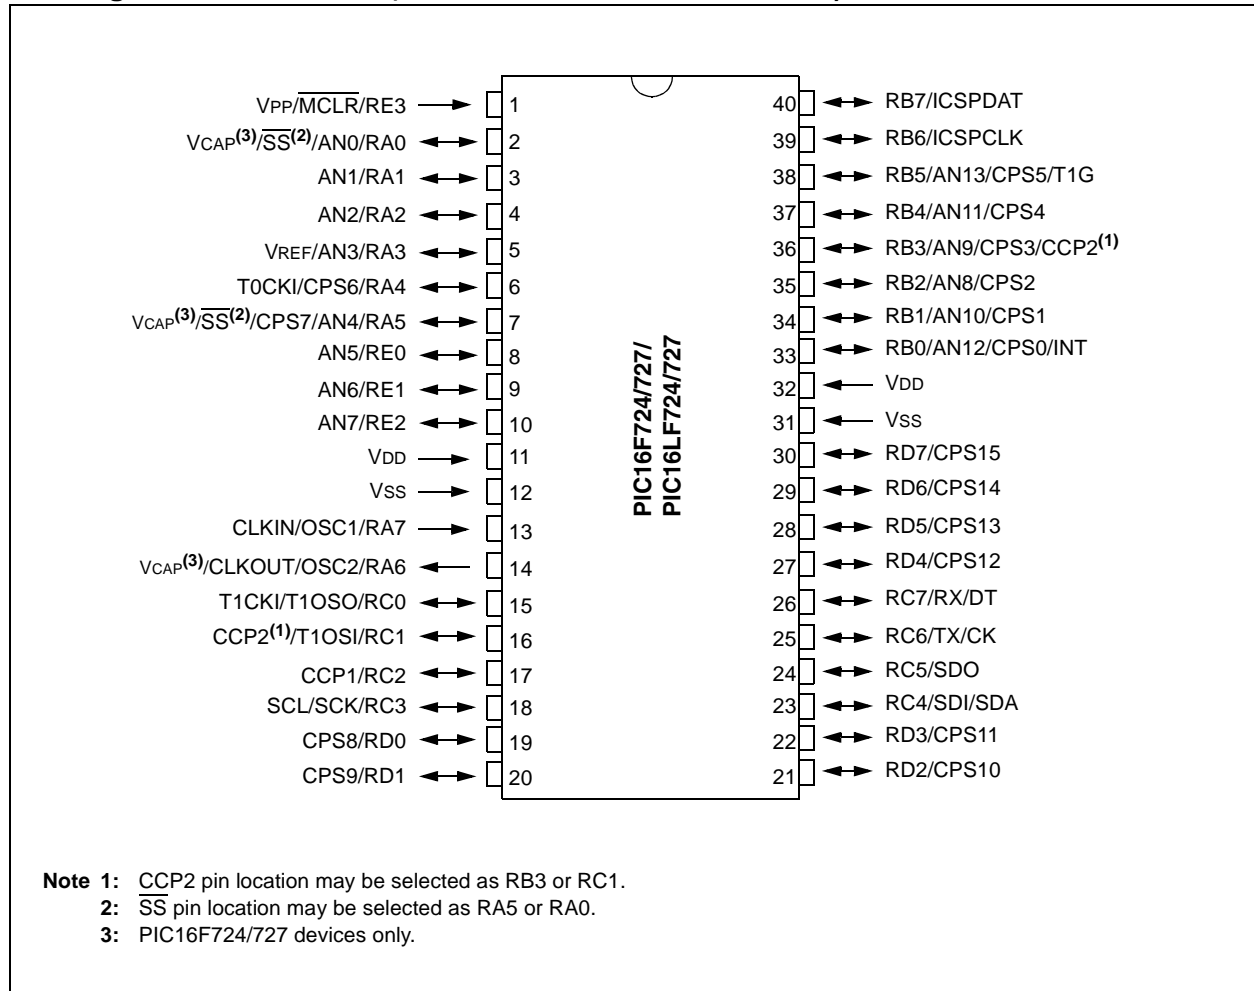 VPP/MCLR/RE3
VCAP(3)/SS(2)/AN0/RA0
AN1/RA1
AN2/RA2
VREF/AN3/RA3
T0CKI/CPS6/RA4
VCAP(3)/SS(2)/CPS7/AN4/RA5
AN5/RE0
AN6/RE1
AN7/RE2
VDD
VSS
CLKIN/OSC1/RA7
VCAP(3)/CLKOUT/OSC2/RA6
T1CKI/T1OSO/RC0
CCP2(1)/T1OSI/RC1
CCP1/RC2
SCL/SCK/RC3
CPS8/RD0
CPS9/RD1
1
2
3
4
5
6
7
8
9
10
11
12
13
14
15
16
17
18
19
20
PIC16F724/727/
PIC16LF724/727
40
39
38
37
36
35
34
33
32
31
30
29
28
27
26
25
24
23
22
21
RB7/ICSPDAT
RB6/ICSPCLK
RB5/AN13/CPS5/T1G
RB4/AN11/CPS4
RB3/AN9/CPS3/CCP2(1)
RB2/AN8/CPS2
RB1/AN10/CPS1
RB0/AN12/CPS0/INT
VDD
VSS
RD7/CPS15
RD6/CPS14
RD5/CPS13
RD4/CPS12
RC7/RX/DT
RC6/TX/CK
RC5/SDO
RC4/SDI/SDA
RD3/CPS11
RD2/CPS10
Note 1: CCP2 pin location may be selected as RB3 or RC1.
2: SS pin location may be selected as RA5 or RA0.
3: PIC16F724/727 devices only.